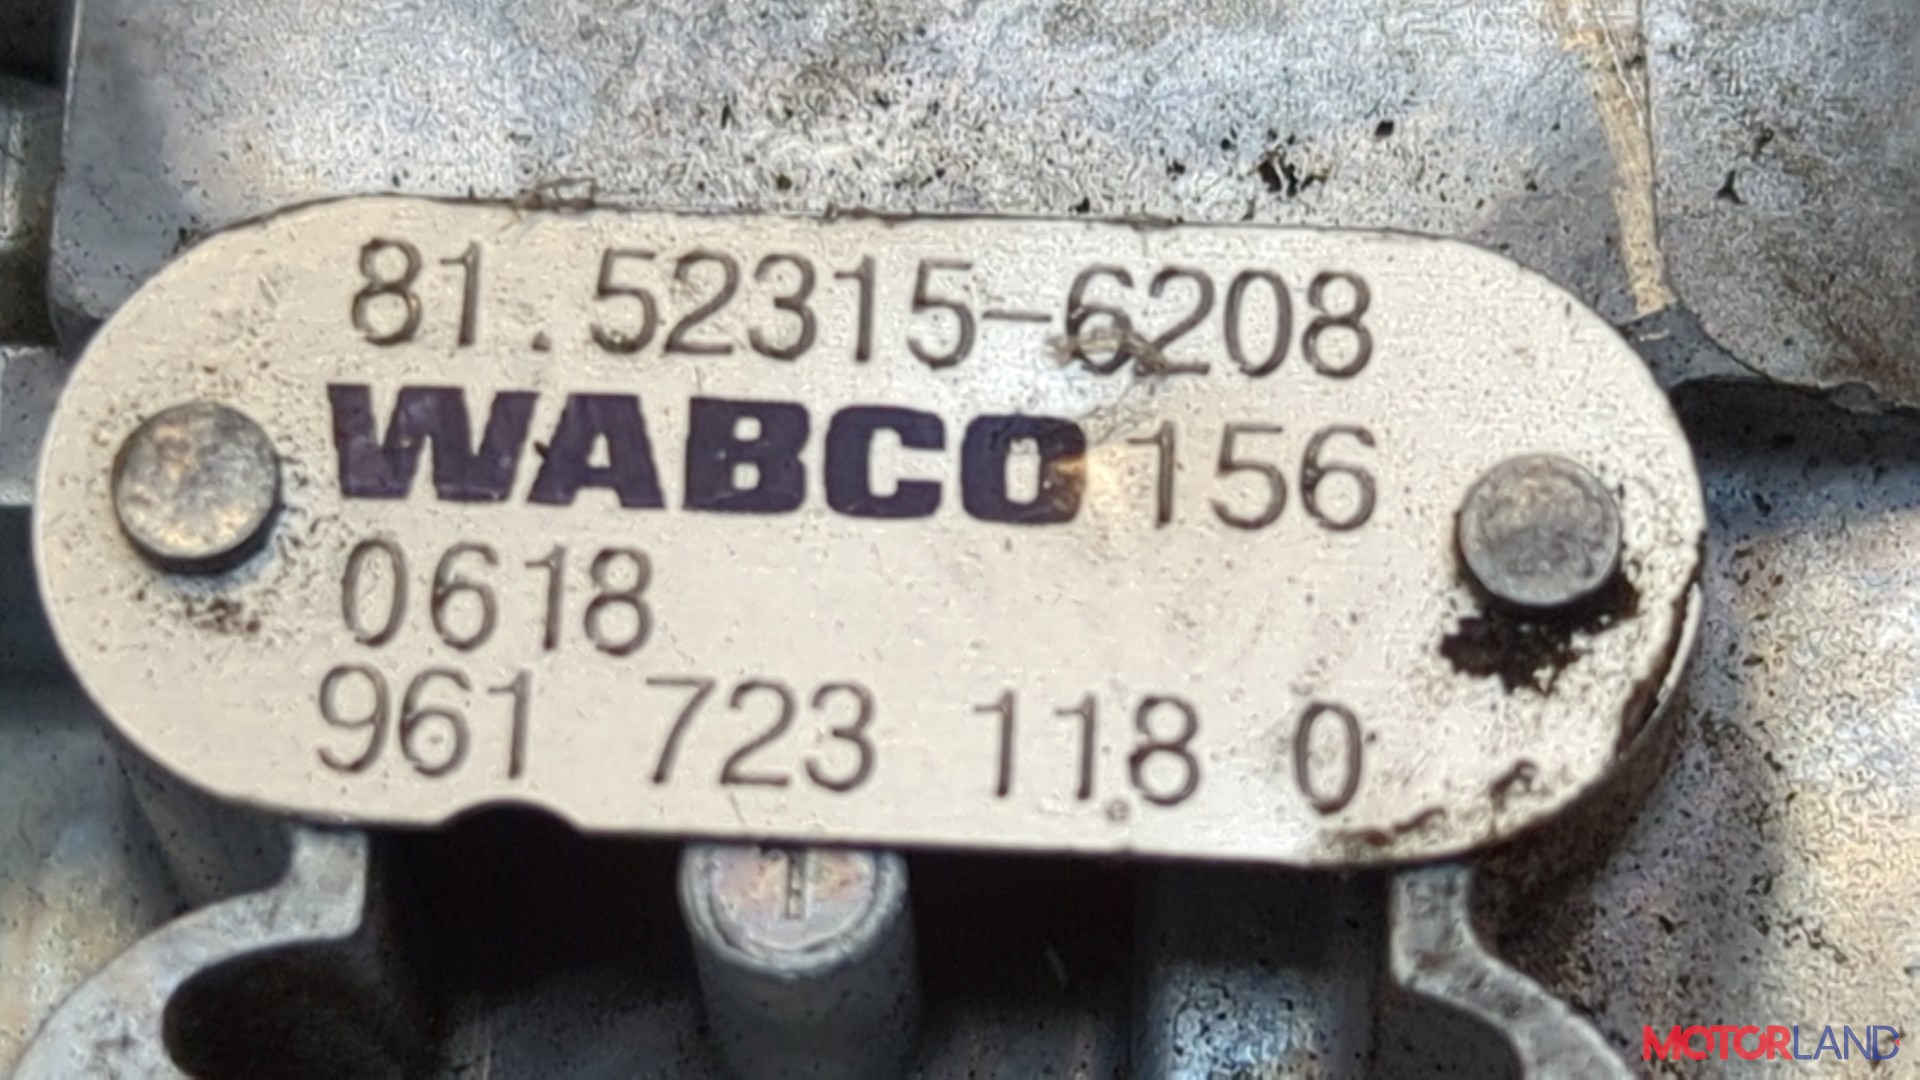 81.52315-6208
WABCO 156
0618
961 723 118 0
MOTORLAND